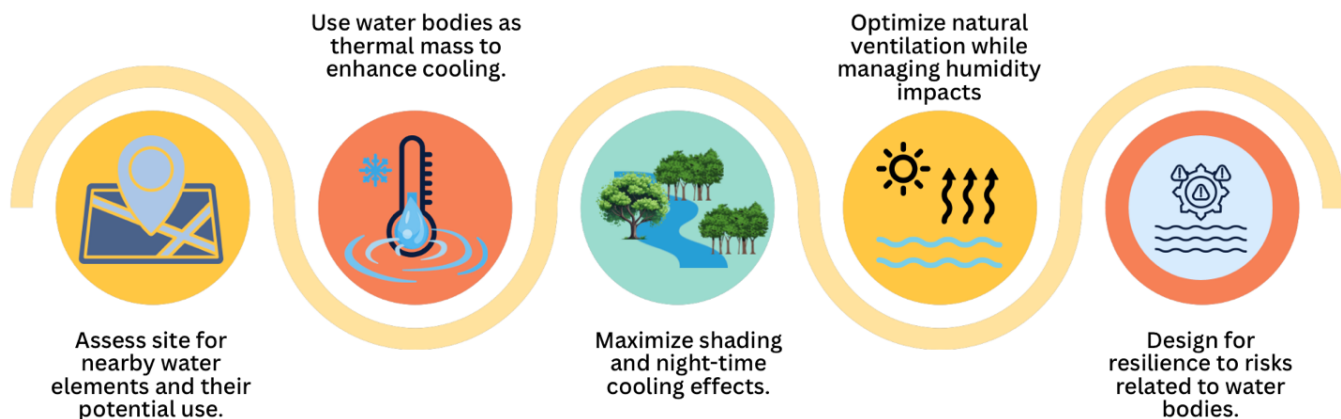 Assess site for
nearby water
elements and their
potential use.
Use water bodies as
thermal mass to
enhance cooling.
Maximize shading
and night-time
cooling effects.
Optimize natural
ventilation while
managing humidity
impacts
Design for
resilience to risks
related to water
bodies.